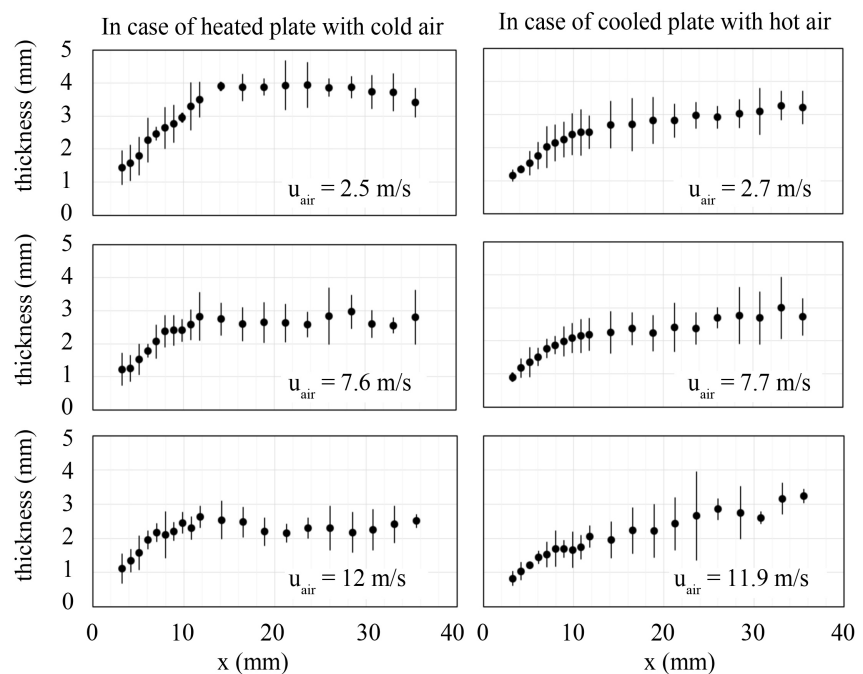 In case of heated plate with cold air
In case of cooled plate with hot air
thickness (mm)
5
4
3
2
1
0
u_air = 2.5 m/s
u_air = 2.7 m/s
thickness (mm)
5
4
3
2
1
0
u_air = 7.6 m/s
u_air = 7.7 m/s
thickness (mm)
5
4
3
2
1
0
u_air = 12 m/s
u_air = 11.9 m/s
0 10 20 30 40
0 10 20 30 40
x (mm)
x (mm)